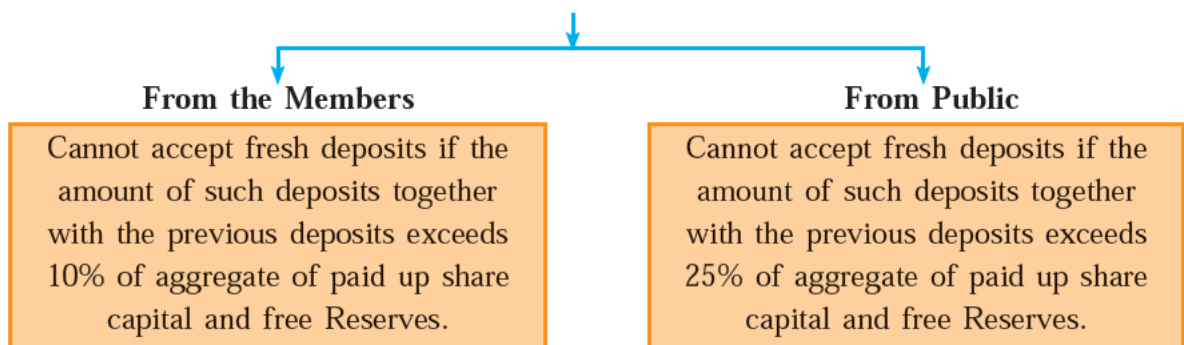 From the Members
Cannot accept fresh deposits if the
amount of such deposits together
with the previous deposits exceeds
10% of aggregate of paid up share
capital and free Reserves.
From Public
Cannot accept fresh deposits if the
amount of such deposits together
with the previous deposits exceeds
25% of aggregate of paid up share
capital and free Reserves.